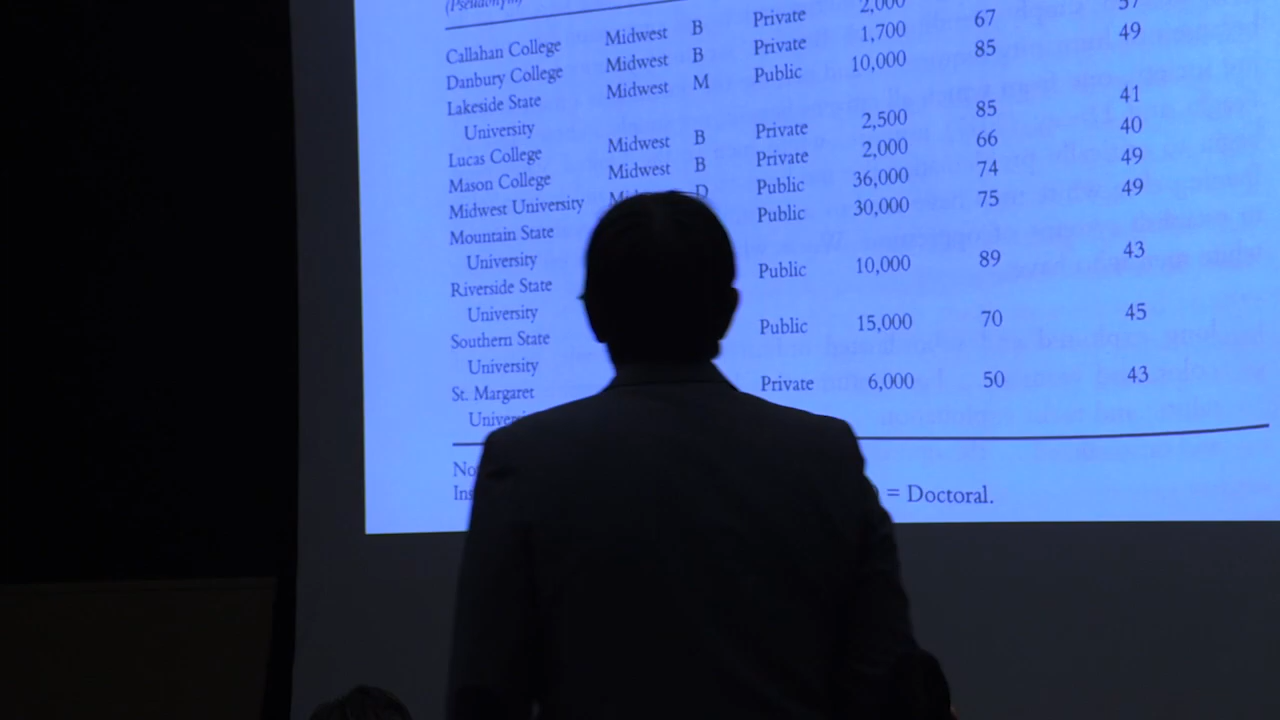 (Pseudonym)
Callahan College Midwest B Private 2,000
Danbury College Midwest B Private 1,700 67 57
Lakeside State Midwest M Public 10,000 85 49
University
Lucas College Midwest B Private 2,500 85 41
Mason College Midwest B Private 2,000 66 40
Midwest University D Public 36,000 74 49
Mountain State Public 30,000 75 49
University
Riverside State Public 10,000 89 43
University
Southern State Public 15,000 70 45
University
St. Margaret Private 6,000 50 43
= Doctoral.